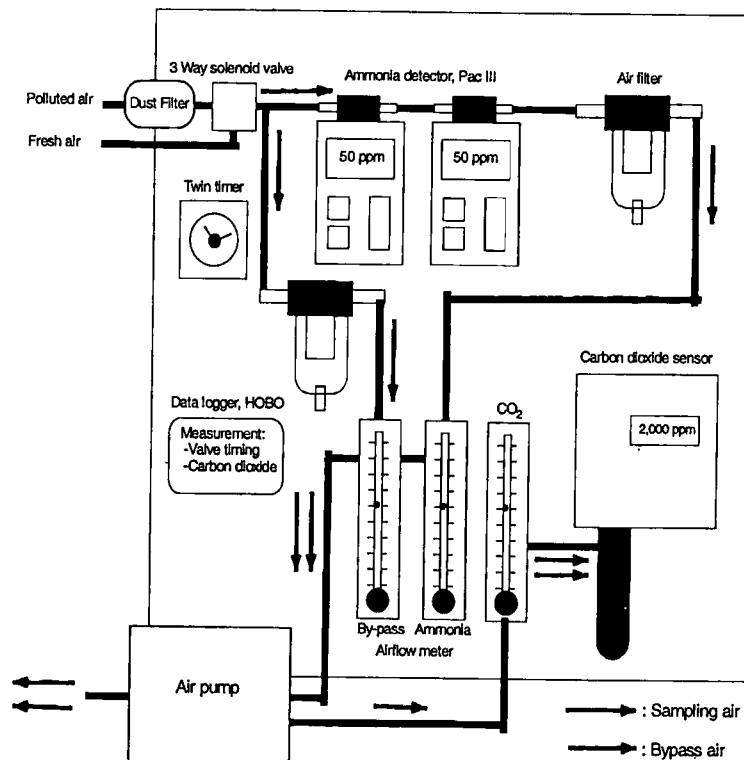 3 Way solenoid valve
Ammonia detector, Pac III
Air filter
Polluted air
Dust Filter
Fresh air
50 ppm
50 ppm
Twin timer
Carbon dioxide sensor
Data logger, HOBO
CO2
Measurement:
-Valve timing
-Carbon dioxide
2,000 ppm
By-pass
Ammonia
Airflow meter
Air pump
: Sampling air
: Bypass air